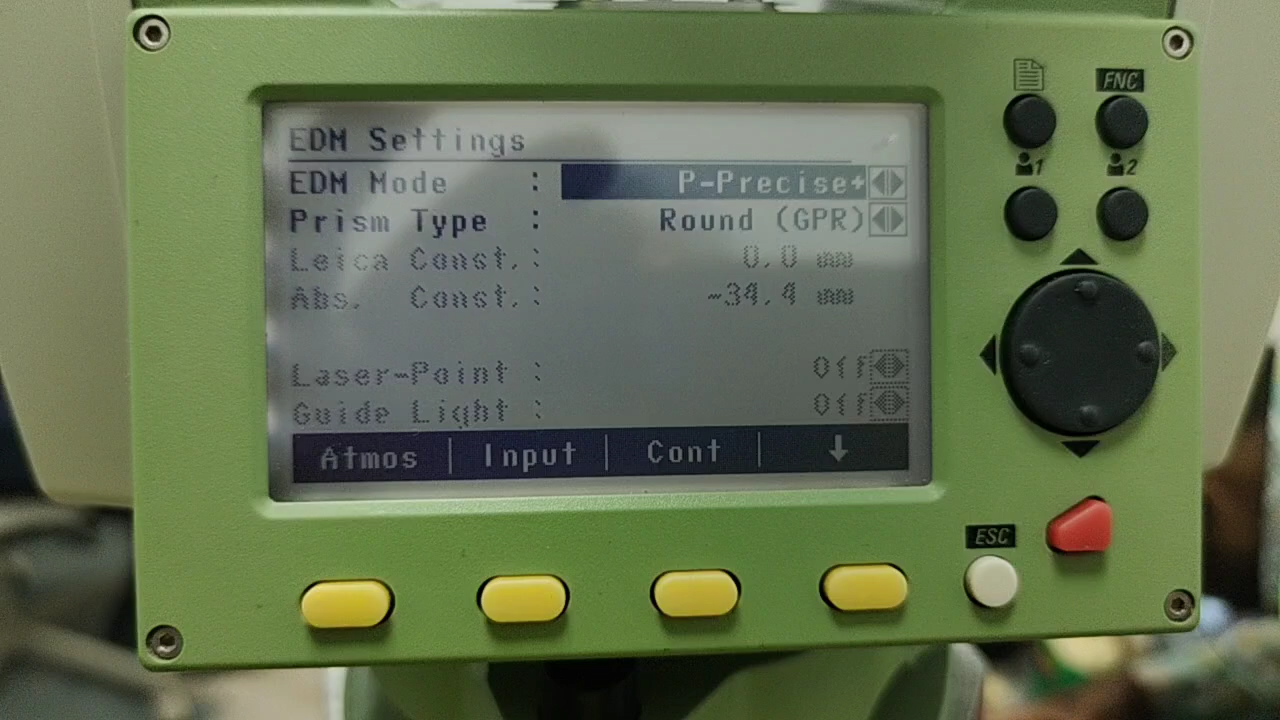 EDM Settings
EDM Mode : P-Precise+
Prism Type : Round (GPR)
Leica Const. : 0.0 mm
Abs. Const. : -34.4 mm
Laser-Point : Off
Guide Light : Off
Atmos | Input | Cont | ↓
FNC
1
2
ESC